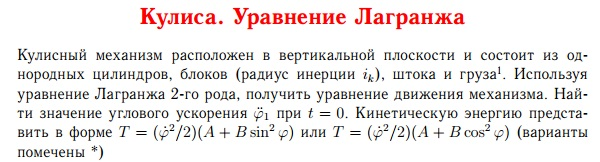 Кулиса. Уравнение Лагранжа
Кулисный механизм расположен в вертикальной плоскости и состоит из од-
нородных цилиндров, блоков (радиус инерции iₖ), штока и груза¹. Используя
уравнение Лагранжа 2-го рода, получить уравнение движения механизма. Най-
ти значение углового ускорения φ̈₁ при t = 0. Кинетическую энергию предста-
вить в форме T = (φ̇²/2)(A + B sin² φ) или T = (φ̇²/2)(A + B cos² φ) (варианты
помечены *)